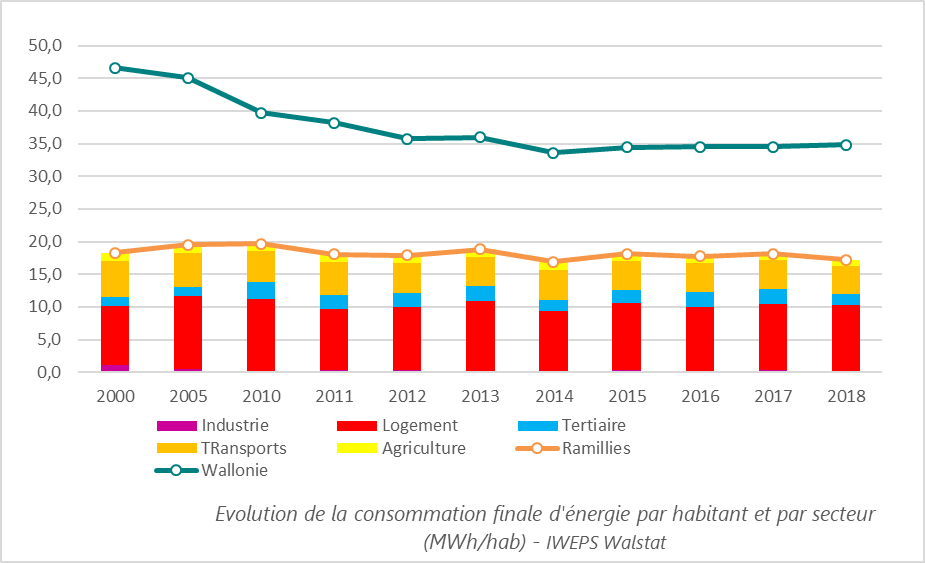 50,0
45,0
40,0
35,0
30,0
25,0
20,0
15,0
10,0
5,0
0,0
2000 2005 2010 2011 2012 2013 2014 2015 2016 2017 2018
Industrie Logement Tertiaire
TRansports Agriculture Ramillies
Wallonie
Evolution de la consommation finale d'énergie par habitant et par secteur
(MWh/hab) - IWEPS Walstat